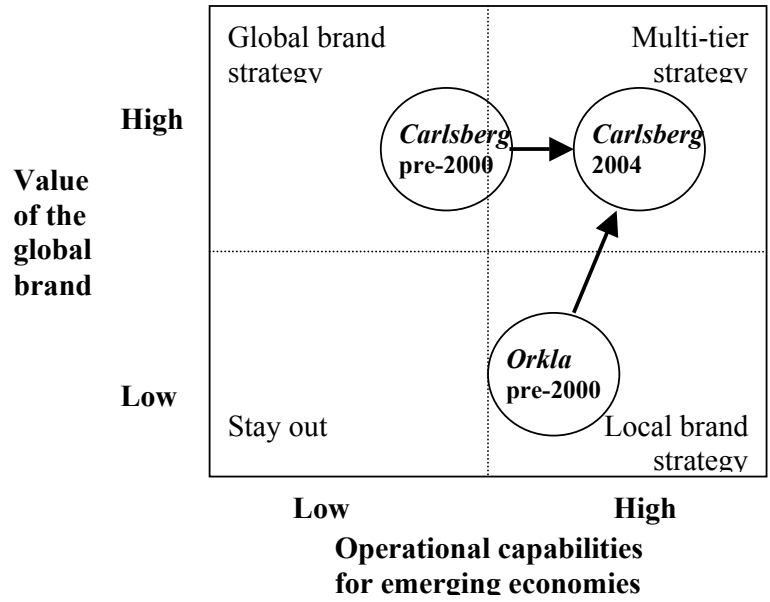 Global brand
strategy
Multi-tier
strategy
High
Carlsberg
pre-2000
Carlsberg
2004
Value
of the
global
brand
Orkla
pre-2000
Low
Stay out
Local brand
strategy
Low
High
Operational capabilities
for emerging economies